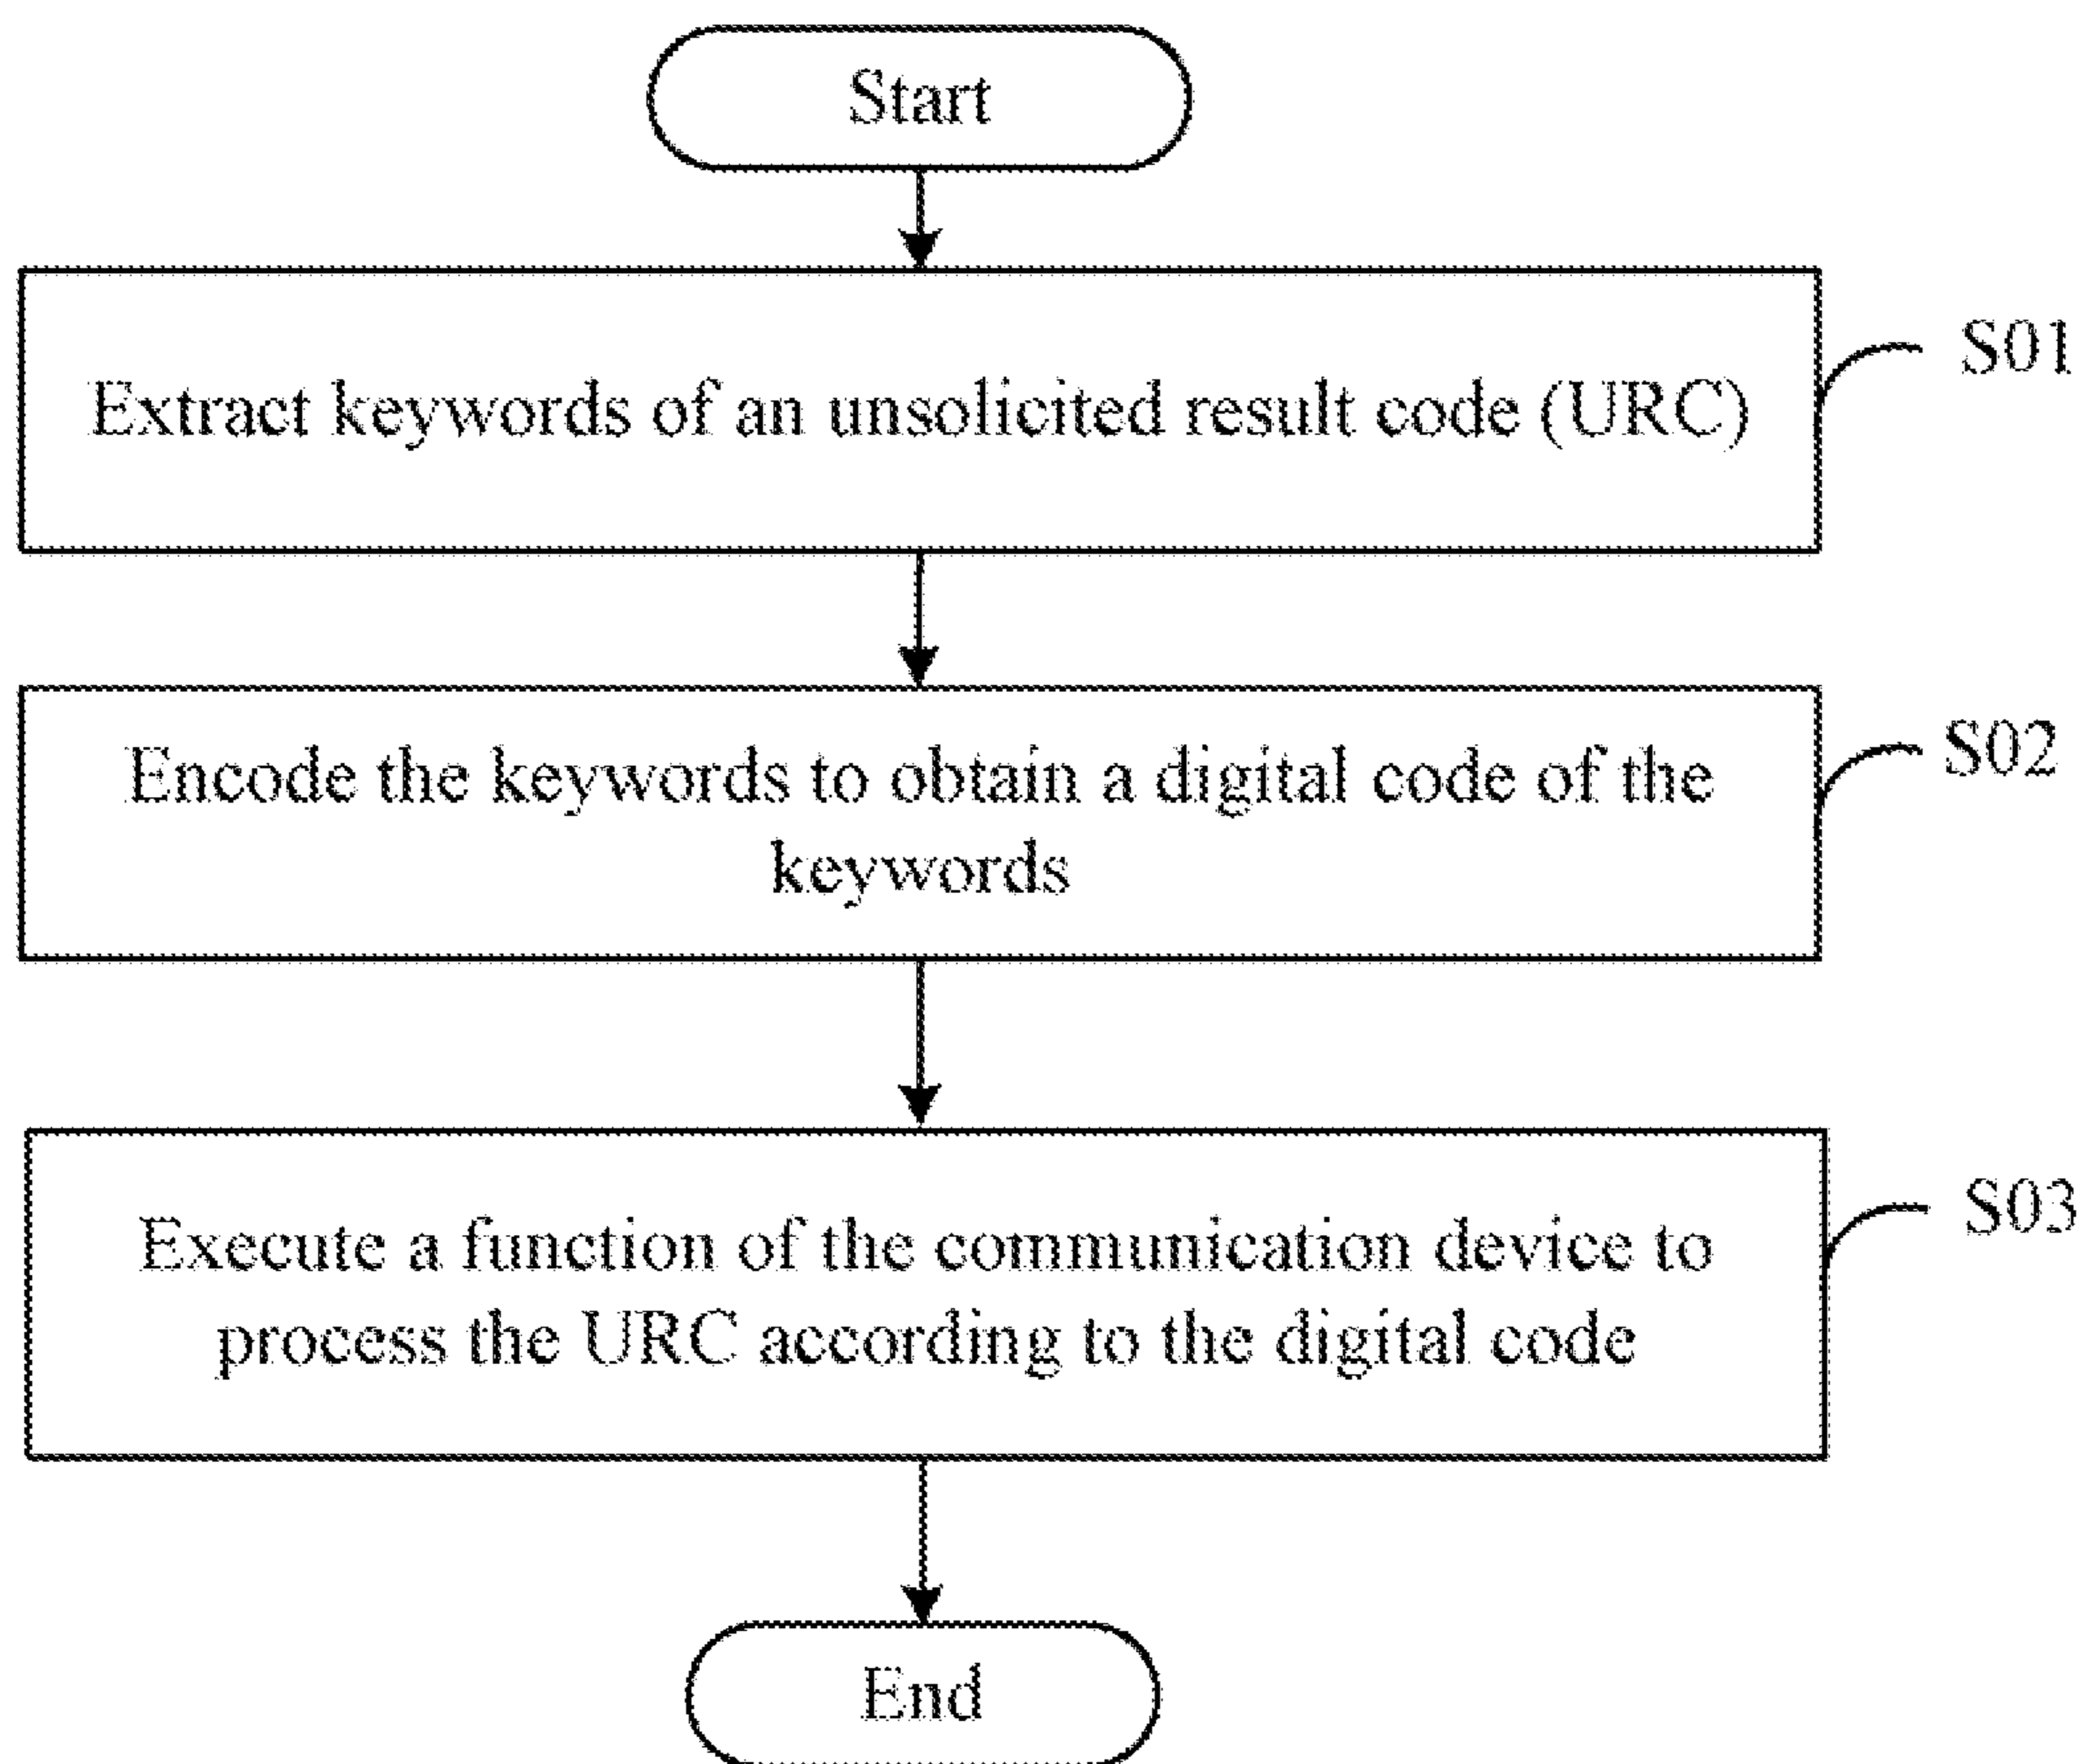 Start
Extract keywords of an unsolicited result code (URC)
S01
Encode the keywords to obtain a digital code of the
keywords
S02
Execute a function of the communication device to
process the URC according to the digital code
S03
End